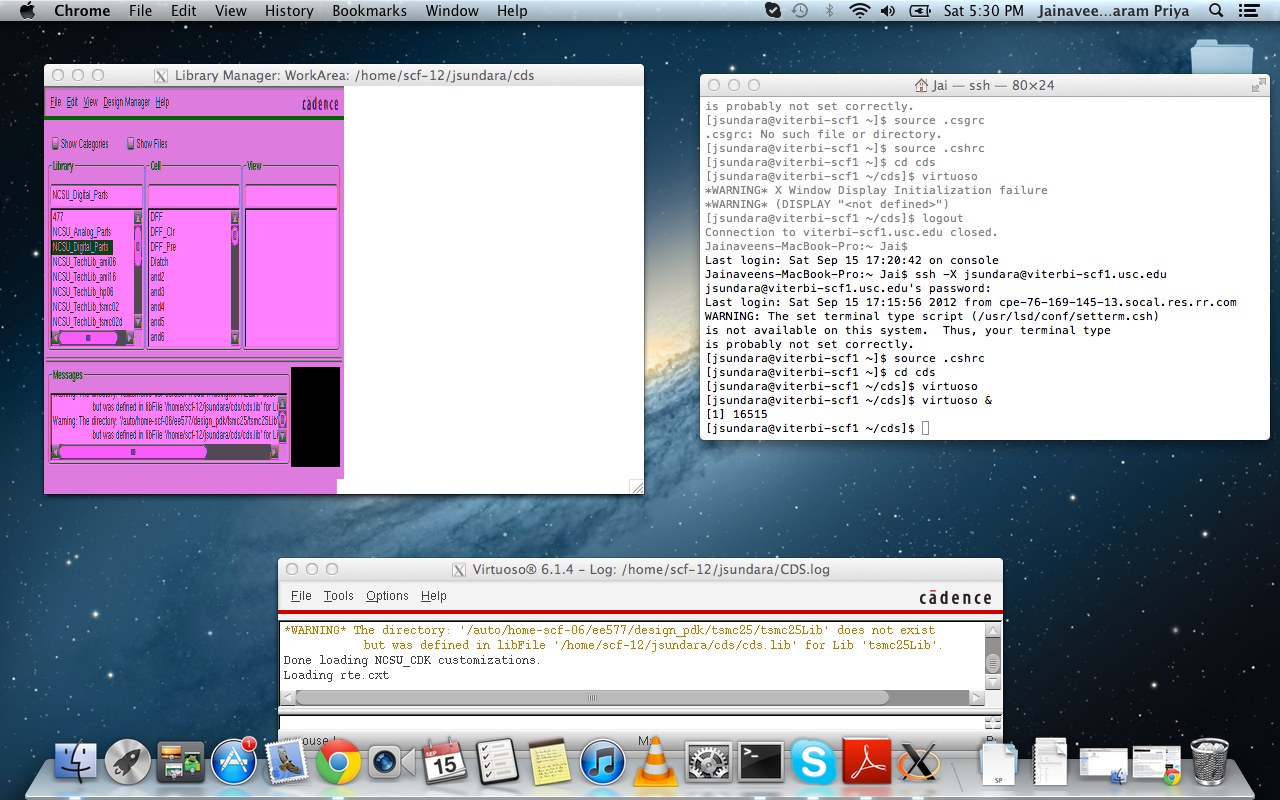 Chrome File Edit View History Bookmarks Window Help Sat 5:30 PM Jainavee...aram Priya
Library Manager: WorkArea: /home/scf-12/jsundara/cds
File Edit View Design Manager Help cādence
Show Categories Show Files
Library Cell View
NCSU_Digital_Parts
477 DFF
NCSU_Analog_Parts DFF_Clr
NCSU_Digital_Parts DFF_Pre
NCSU_TechLib_ami06 Dlatch
NCSU_TechLib_ami16 and2
NCSU_TechLib_hp06 and3
NCSU_TechLib_tsmc02 and4
NCSU_TechLib_tsmc02d and5
and6
Messages
but was defined in libFile '/home/scf-12/jsundara/cds/cds.lib' for Li
Warning: The directory: '/auto/home-scf-06/ee577/design_pdk/tsmc25/tsmc25Lib'
but was defined in libFile '/home/scf-12/jsundara/cds/cds.lib' for Li
Jai — ssh — 80×24
is probably not set correctly.
[jsundara@viterbi-scf1 ~]$ source .csgrc
.csgrc: No such file or directory.
[jsundara@viterbi-scf1 ~]$ source .cshrc
[jsundara@viterbi-scf1 ~]$ cd cds
[jsundara@viterbi-scf1 ~/cds]$ virtuoso
*WARNING* X Window Display Initialization failure
*WARNING* (DISPLAY "<not defined>")
[jsundara@viterbi-scf1 ~/cds]$ logout
Connection to viterbi-scf1.usc.edu closed.
Jainaveens-MacBook-Pro:~ Jai$
Last login: Sat Sep 15 17:20:42 on console
Jainaveens-MacBook-Pro:~ Jai$ ssh -X jsundara@viterbi-scf1.usc.edu
jsundara@viterbi-scf1.usc.edu's password:
Last login: Sat Sep 15 17:15:56 2012 from cpe-76-169-145-13.socal.res.rr.com
WARNING: The set terminal type script (/usr/lsd/conf/setterm.csh)
is not available on this system.  Thus, your terminal type
is probably not set correctly.
[jsundara@viterbi-scf1 ~]$ source .cshrc
[jsundara@viterbi-scf1 ~]$ cd cds
[jsundara@viterbi-scf1 ~/cds]$ virtuoso
[jsundara@viterbi-scf1 ~/cds]$ virtuoso &
[1] 16515
[jsundara@viterbi-scf1 ~/cds]$
Virtuoso® 6.1.4 – Log: /home/scf-12/jsundara/CDS.log
File Tools Options Help cādence
*WARNING* The directory: '/auto/home-scf-06/ee577/design_pdk/tsmc25/tsmc25Lib' does not exist
but was defined in libFile '/home/scf-12/jsundara/cds/cds.lib' for Lib 'tsmc25Lib'.
Done loading NCSU_CDK customizations.
Loading rte.cxt
1
SEP
15
SP